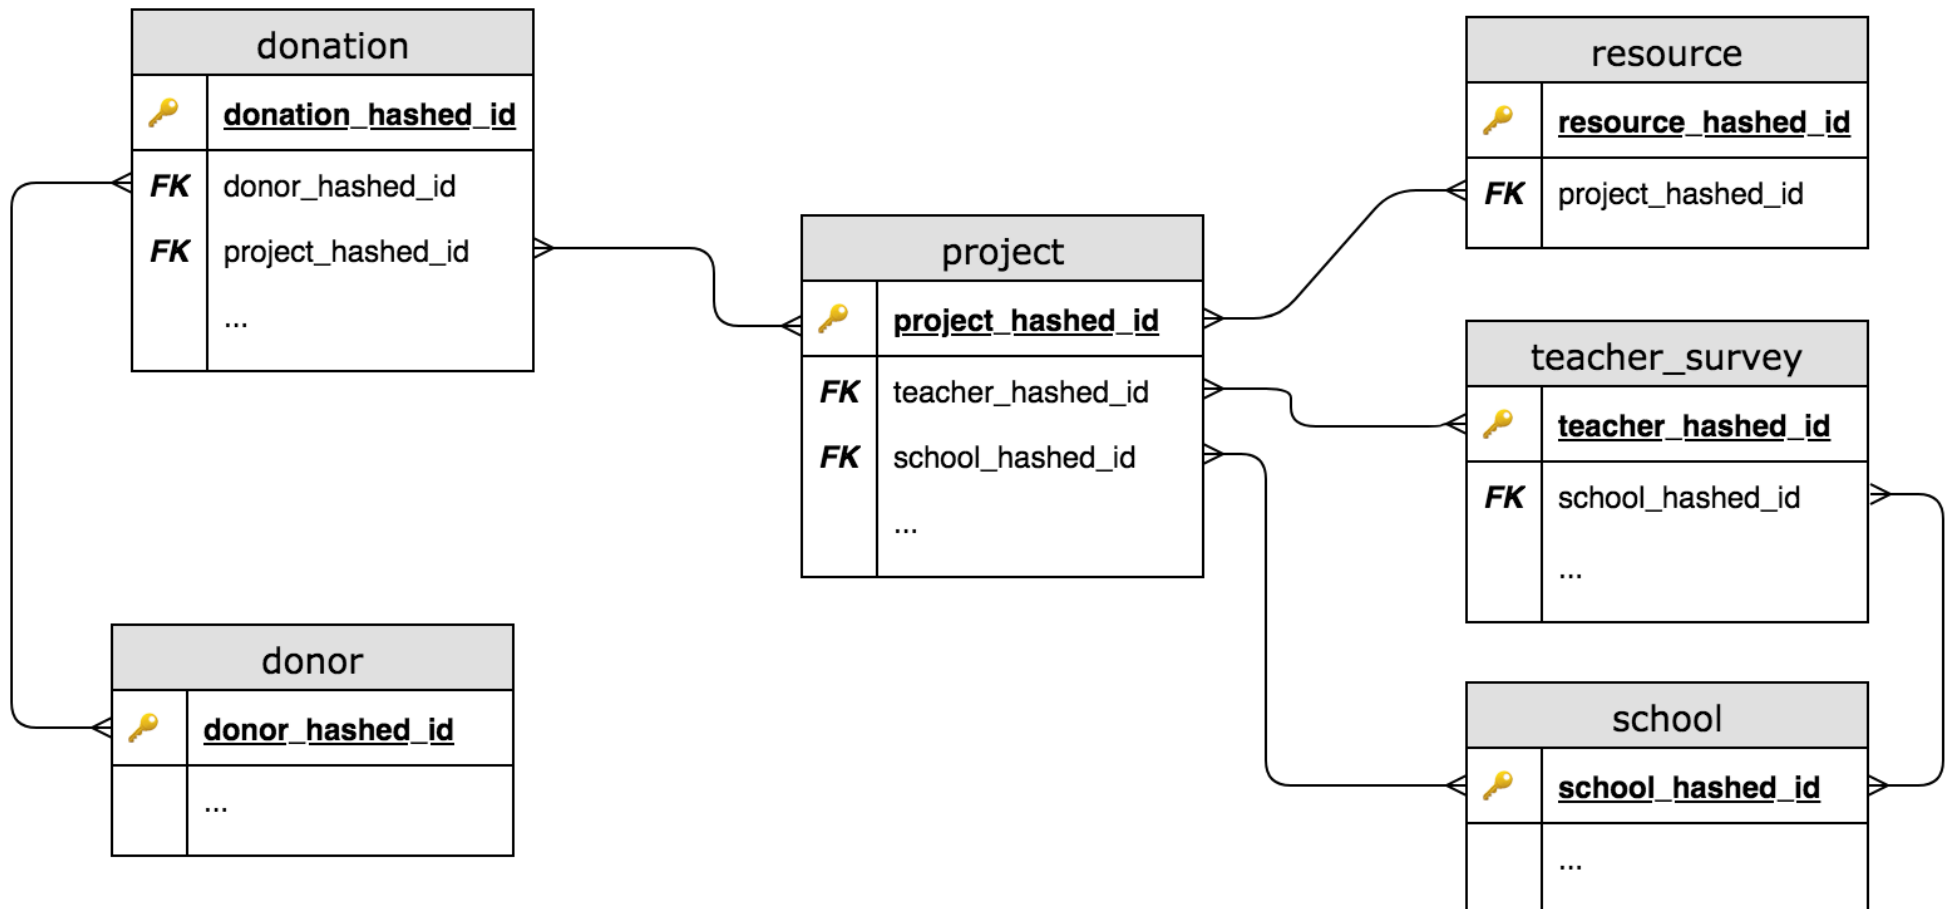 donation
donation_hashed_id
FK donor_hashed_id
FK project_hashed_id
...
donor
donor_hashed_id
...
project
project_hashed_id
FK teacher_hashed_id
FK school_hashed_id
...
resource
resource_hashed_id
FK project_hashed_id
teacher_survey
teacher_hashed_id
FK school_hashed_id
...
school
school_hashed_id
...